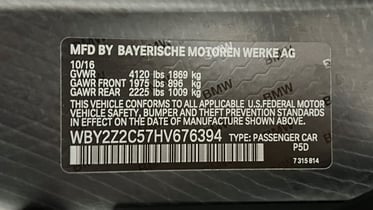 MFD BY BAYERISCHE MOTOREN WERKE AG
10/16
GVWR 4120 lbs 1869 kg
GAWR FRONT 1975 lbs 896 kg
GAWR REAR 2225 lbs 1009 kg
THIS VEHICLE CONFORMS TO ALL APPLICABLE U.S.FEDERAL MOTOR
VEHICLE SAFETY, BUMPER AND THEFT PREVENTION STANDARDS
IN EFFECT ON THE DATE OF MANUFACTURE SHOWN ABOVE.
WBY2Z2C57HV676394 TYPE: PASSENGER CAR
P5D
7 315 814